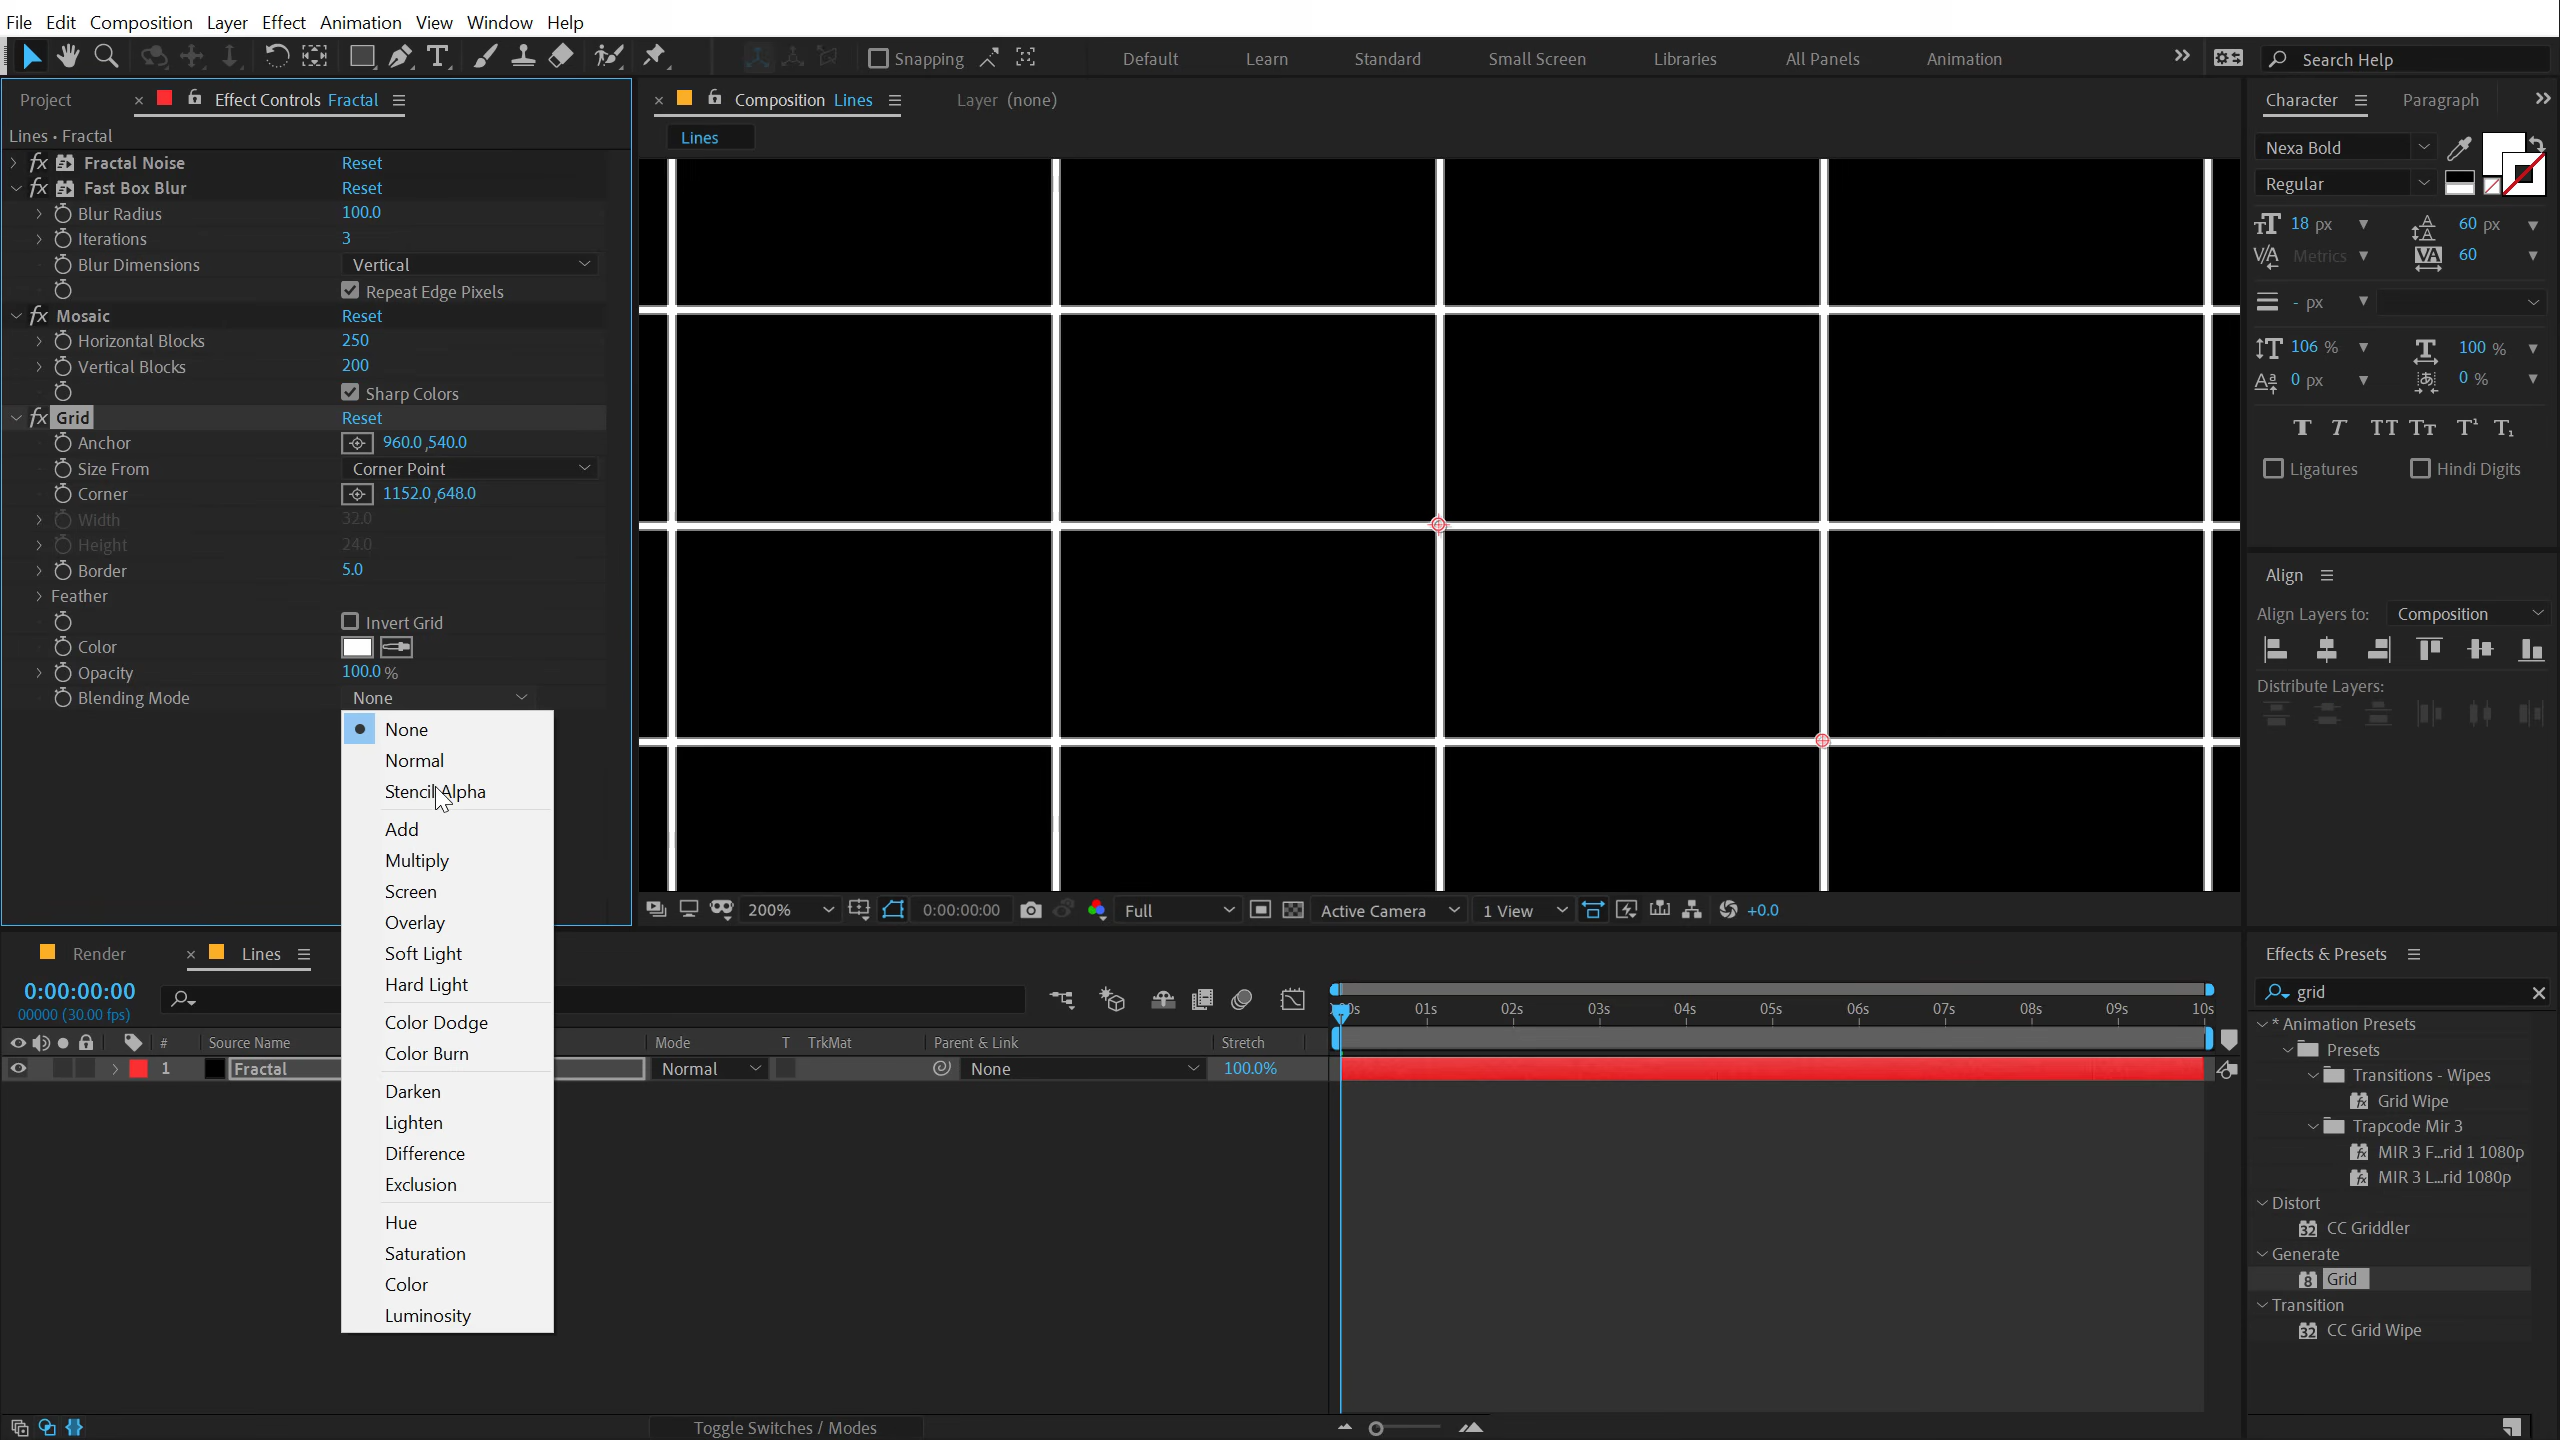 File Edit Composition Layer Effect Animation View Window Help
Snapping Default Learn Standard Small Screen Libraries All Panels Animation Search Help
Project Effect Controls Fractal Composition Lines Layer (none) Character Paragraph
Lines • Fractal
Lines
Fractal Noise Reset
Fast Box Blur Reset
Blur Radius 100.0
Iterations 3
Blur Dimensions Vertical
Repeat Edge Pixels
Mosaic Reset
Horizontal Blocks 250
Vertical Blocks 200
Sharp Colors
Grid Reset
Anchor 960.0 ,540.0
Size From Corner Point
Corner 1152.0 ,648.0
Width 32.0
Height 24.0
Border 5.0
Feather
Invert Grid
Color
Opacity 100.0 %
Blending Mode None
None
Normal
Stencil Alpha
Add
Multiply
Screen
Overlay
Soft Light
Hard Light
Color Dodge
Color Burn
Darken
Lighten
Difference
Exclusion
Hue
Saturation
Color
Luminosity
200% 0:00:00:00 Full Active Camera 1 View +0.0
Nexa Bold
Regular
18 px 60 px
Metrics 60
- px
106 % 100 %
0 px 0 %
Ligatures Hindi Digits
Align
Align Layers to: Composition
Distribute Layers:
Render Lines
0:00:00:00
00000 (30.00 fps)
01s 02s 03s 04s 05s 06s 07s 08s 09s 10s
# Source Name Mode T TrkMat Parent & Link Stretch
1 Fractal Normal None 100.0%
Toggle Switches / Modes
Effects & Presets
grid
* Animation Presets
Presets
Transitions - Wipes
Grid Wipe
Trapcode Mir 3
MIR 3 F...rid 1 1080p
MIR 3 L...rid 1080p
Distort
CC Griddler
Generate
Grid
Transition
CC Grid Wipe